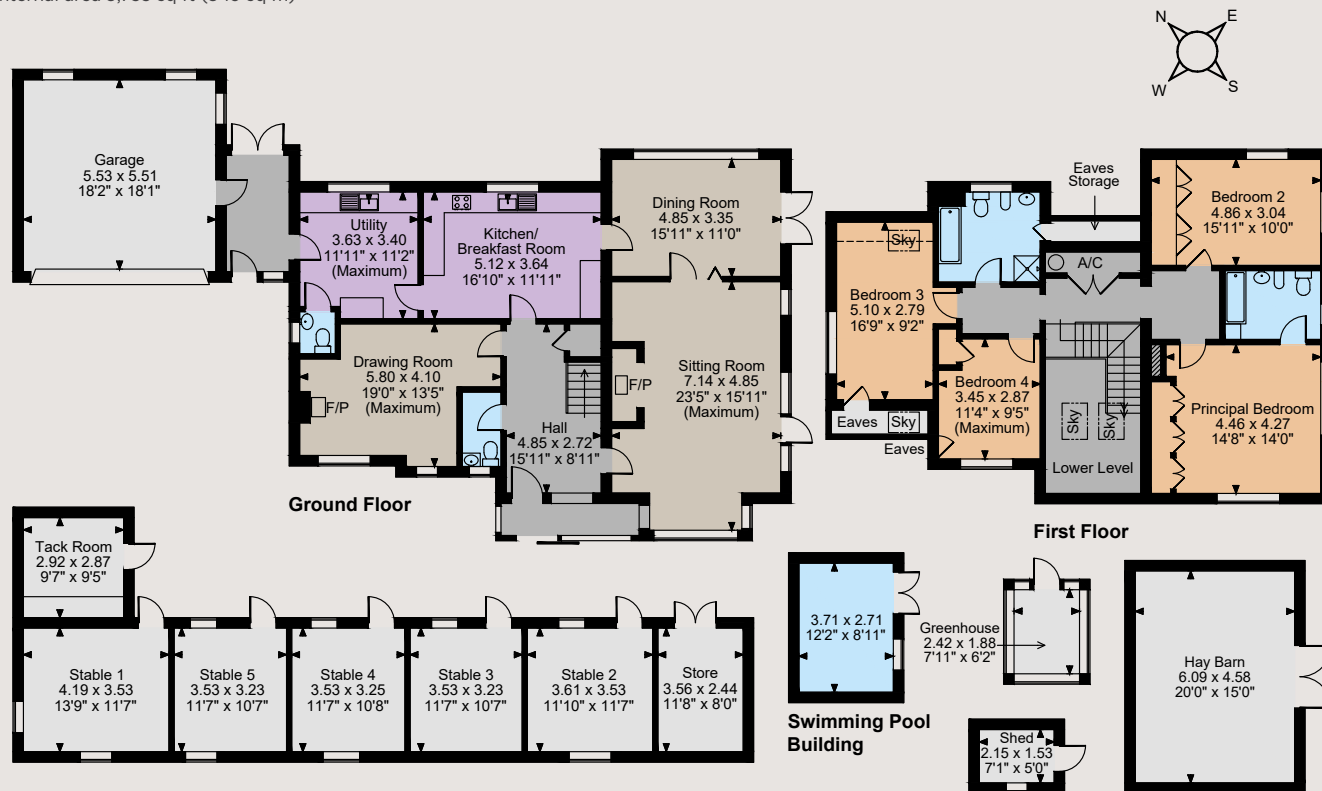 N E
W S
Garage
5.53 x 5.51
18'2" x 18'1"
Utility
3.63 x 3.40
11'11" x 11'2"
(Maximum)
Kitchen/
Breakfast Room
5.12 x 3.64
16'10" x 11'11"
Dining Room
4.85 x 3.35
15'11" x 11'0"
Drawing Room
5.80 x 4.10
19'0" x 13'5"
(Maximum)
F/P
Hall
4.85 x 2.72
15'11" x 8'11"
F/P
Sitting Room
7.14 x 4.85
23'5" x 15'11"
(Maximum)
Ground Floor
Eaves
Storage
Sky
A/C
Bedroom 2
4.86 x 3.04
15'11" x 10'0"
Bedroom 3
5.10 x 2.79
16'9" x 9'2"
Bedroom 4
3.45 x 2.87
11'4" x 9'5"
(Maximum)
Principal Bedroom
4.46 x 4.27
14'8" x 14'0"
Sky
Sky
Eaves
Sky
Eaves
Lower Level
First Floor
Tack Room
2.92 x 2.87
9'7" x 9'5"
Stable 1
4.19 x 3.53
13'9" x 11'7"
Stable 5
3.53 x 3.23
11'7" x 10'7"
Stable 4
3.53 x 3.25
11'7" x 10'8"
Stable 3
3.53 x 3.23
11'7" x 10'7"
Stable 2
3.61 x 3.53
11'10" x 11'7"
Store
3.56 x 2.44
11'8" x 8'0"
3.71 x 2.71
12'2" x 8'11"
Swimming Pool
Building
Greenhouse
2.42 x 1.88
7'11" x 6'2"
Shed
2.15 x 1.53
7'1" x 5'0"
Hay Barn
6.09 x 4.58
20'0" x 15'0"